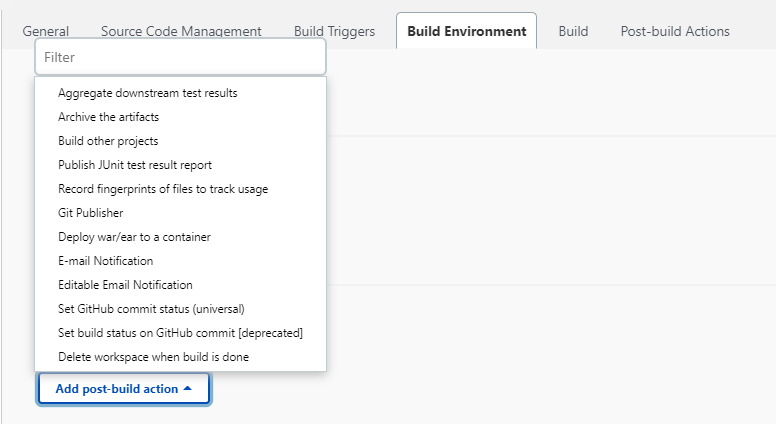 General Source Code Management Build Triggers Build Environment Build Post-build Actions
Filter
Aggregate downstream test results
Archive the artifacts
Build other projects
Publish JUnit test result report
Record fingerprints of files to track usage
Git Publisher
Deploy war/ear to a container
E-mail Notification
Editable Email Notification
Set GitHub commit status (universal)
Set build status on GitHub commit [deprecated]
Delete workspace when build is done
Add post-build action